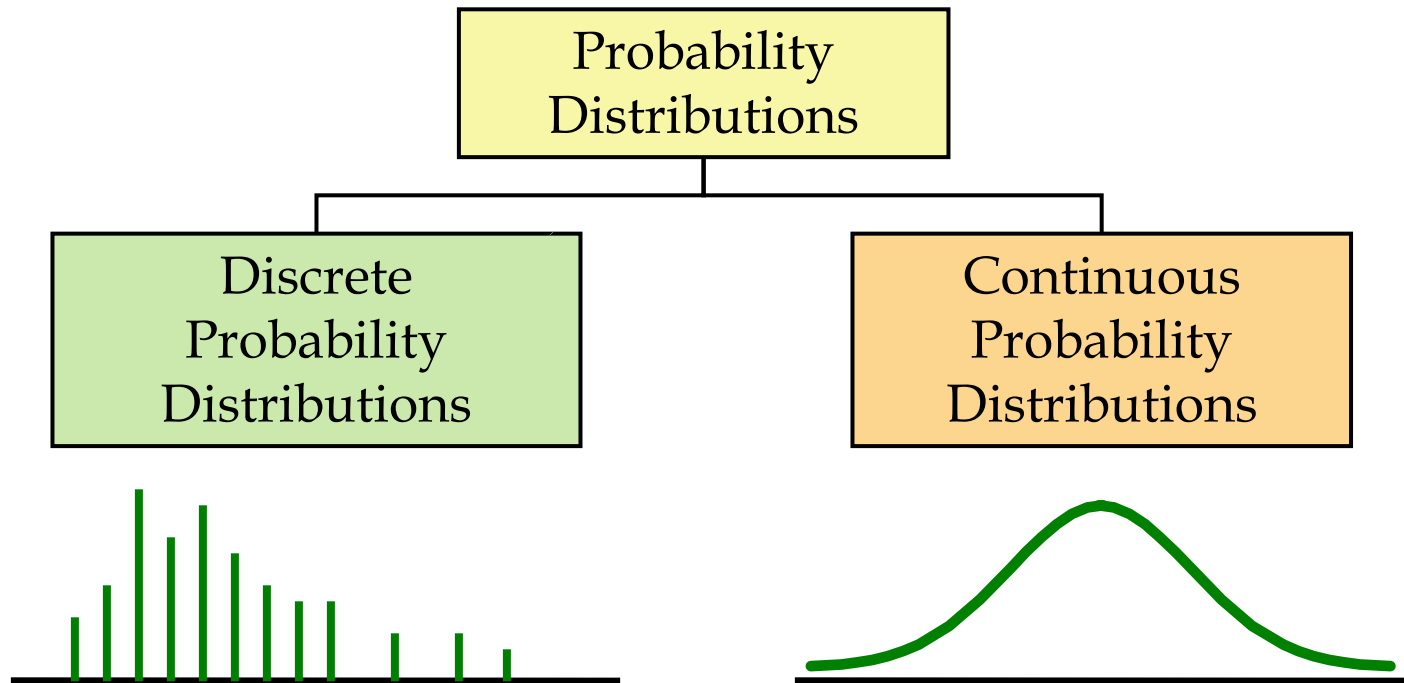 Probability
Distributions
Discrete
Probability
Distributions
Continuous
Probability
Distributions